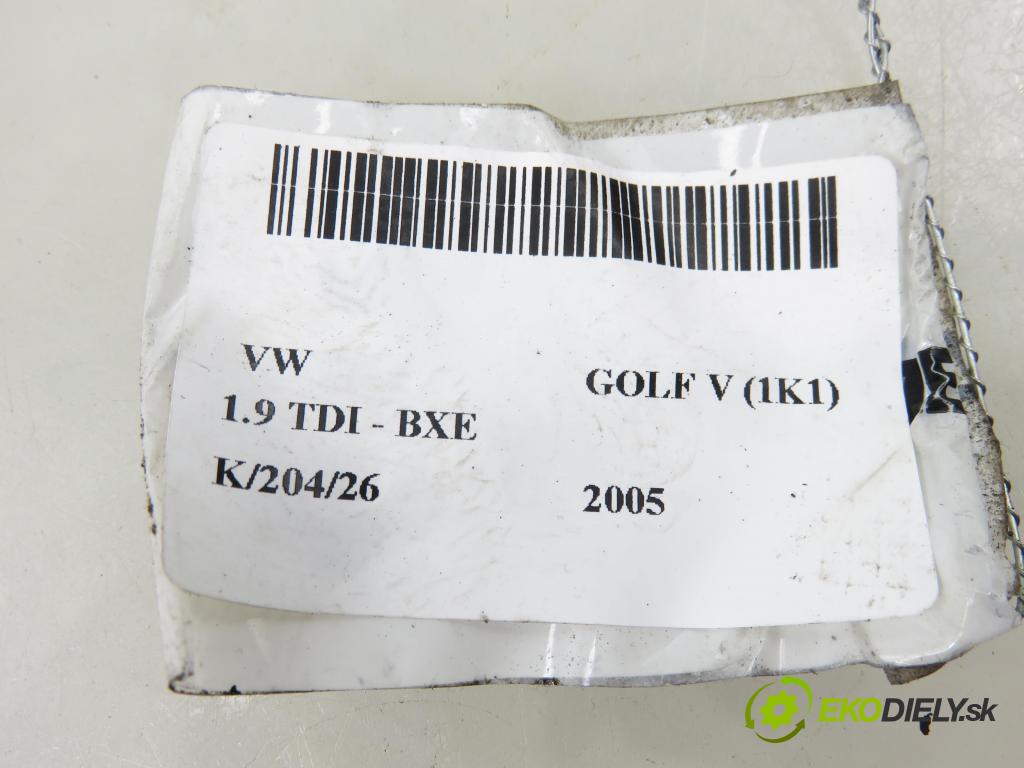 VW GOLF V (1K1)
1.9 TDI - BXE
K/204/26 2005
EKODIELY.sk